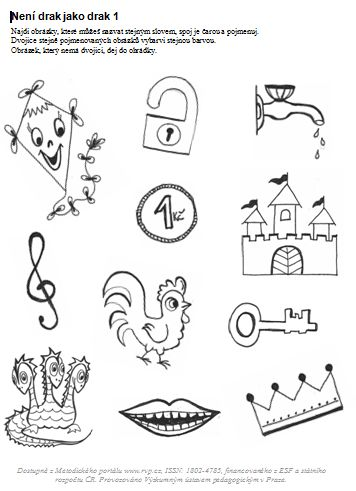 Není drak jako drak 1
Najdi obrázky, které můžeš nazvat stejným slovem, spoj je čarou a pojmenuj.
Dvojice stejně pojmenovaných obrázků vybarvi stejnou barvou.
Obrázek, který nemá dvojici, dej do ohrádky.
1
Kč
Dostupné z Metodického portálu www.rvp.cz, ISSN: 1802-4785, financovaného z ESF a státního
rozpočtu ČR. Provozováno Výzkumným ústavem pedagogickým v Praze.